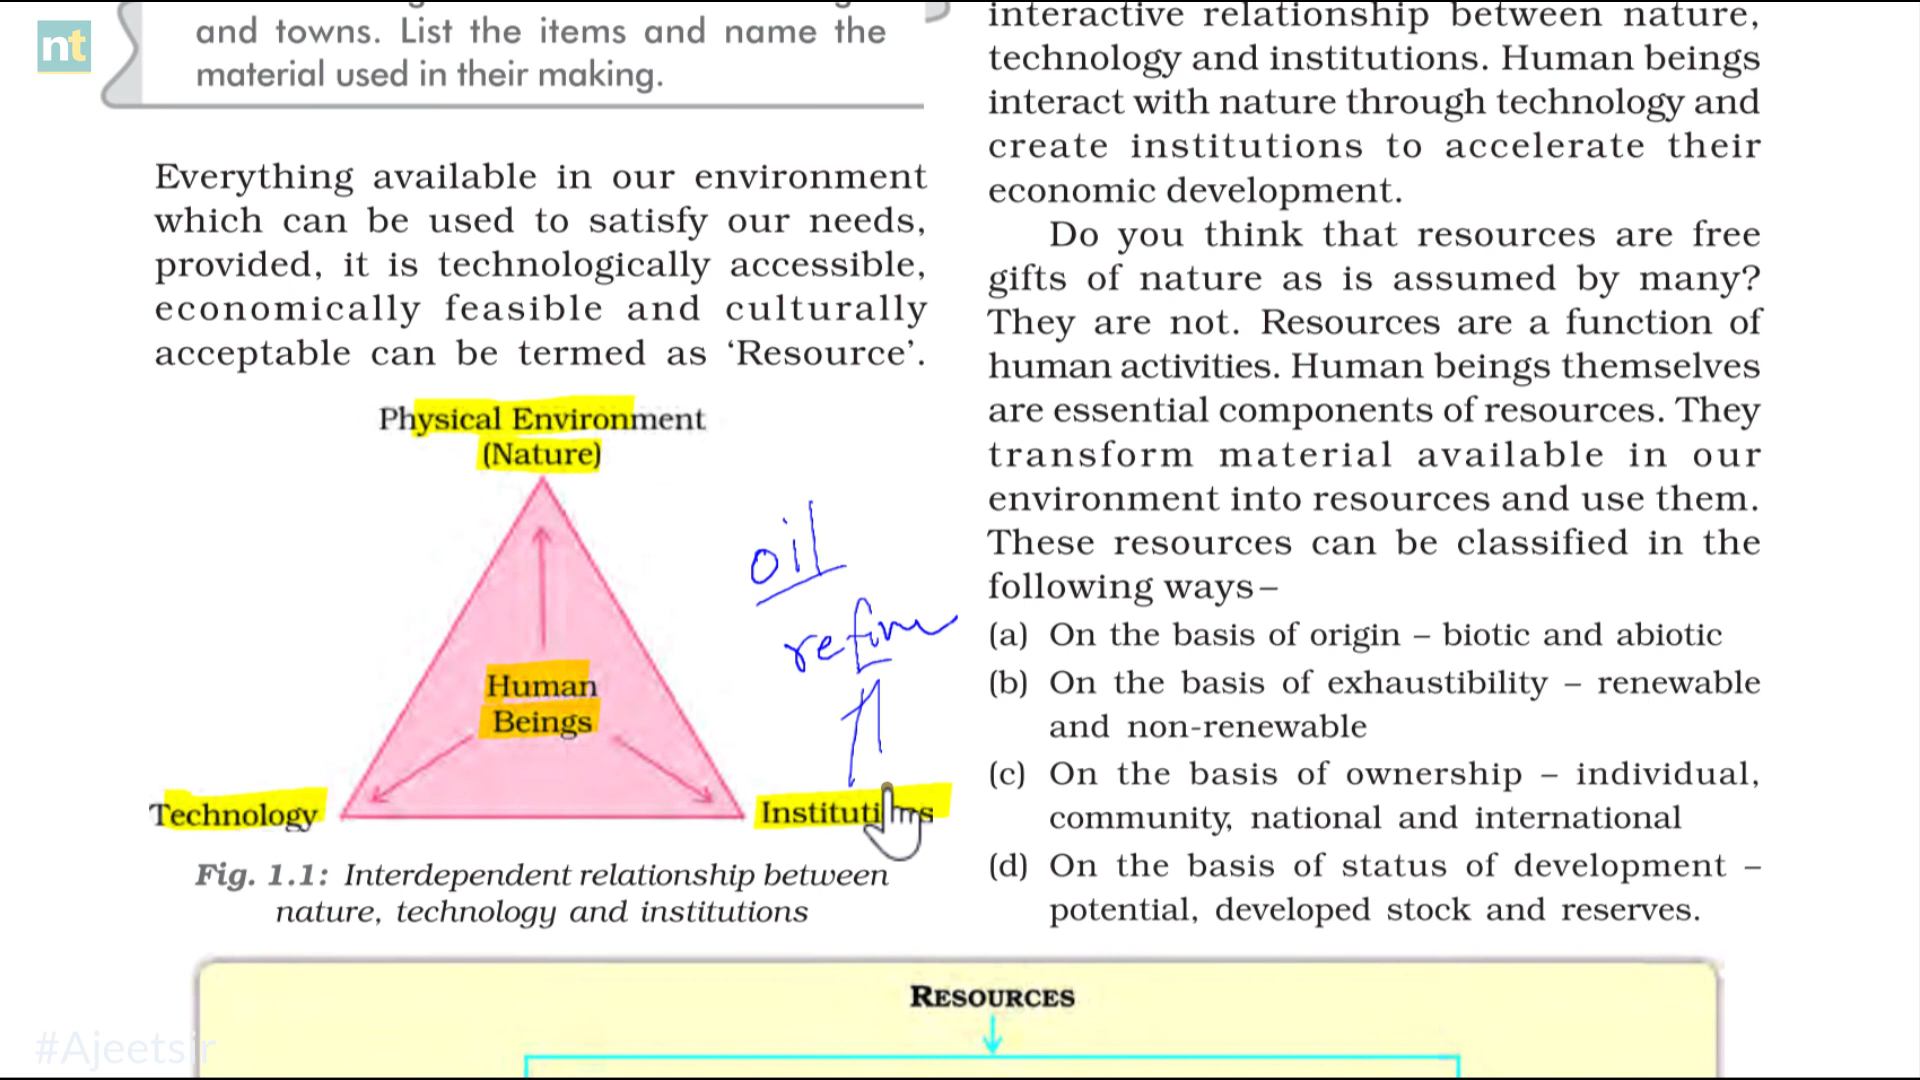 nt
and towns. List the items and name the
material used in their making.
Everything available in our environment
which can be used to satisfy our needs,
provided, it is technologically accessible,
economically feasible and culturally
acceptable can be termed as ‘Resource’.
Physical Environment
(Nature)
oil
Human
Beings
Technology
Fig. 1.1: Interdependent relationship between
nature, technology and institutions
interactive relationship between nature,
technology and institutions. Human beings
interact with nature through technology and
create institutions to accelerate their
economic development.
Do you think that resources are free
gifts of nature as is assumed by many?
They are not. Resources are a function of
human activities. Human beings themselves
are essential components of resources. They
transform material available in our
environment into resources and use them.
These resources can be classified in the
following ways –
(a) On the basis of origin – biotic and abiotic
(b) On the basis of exhaustibility – renewable
and non-renewable
(c) On the basis of ownership – individual,
community, national and international
(d) On the basis of status of development –
potential, developed stock and reserves.
RESOURCES
#Ajeetsir